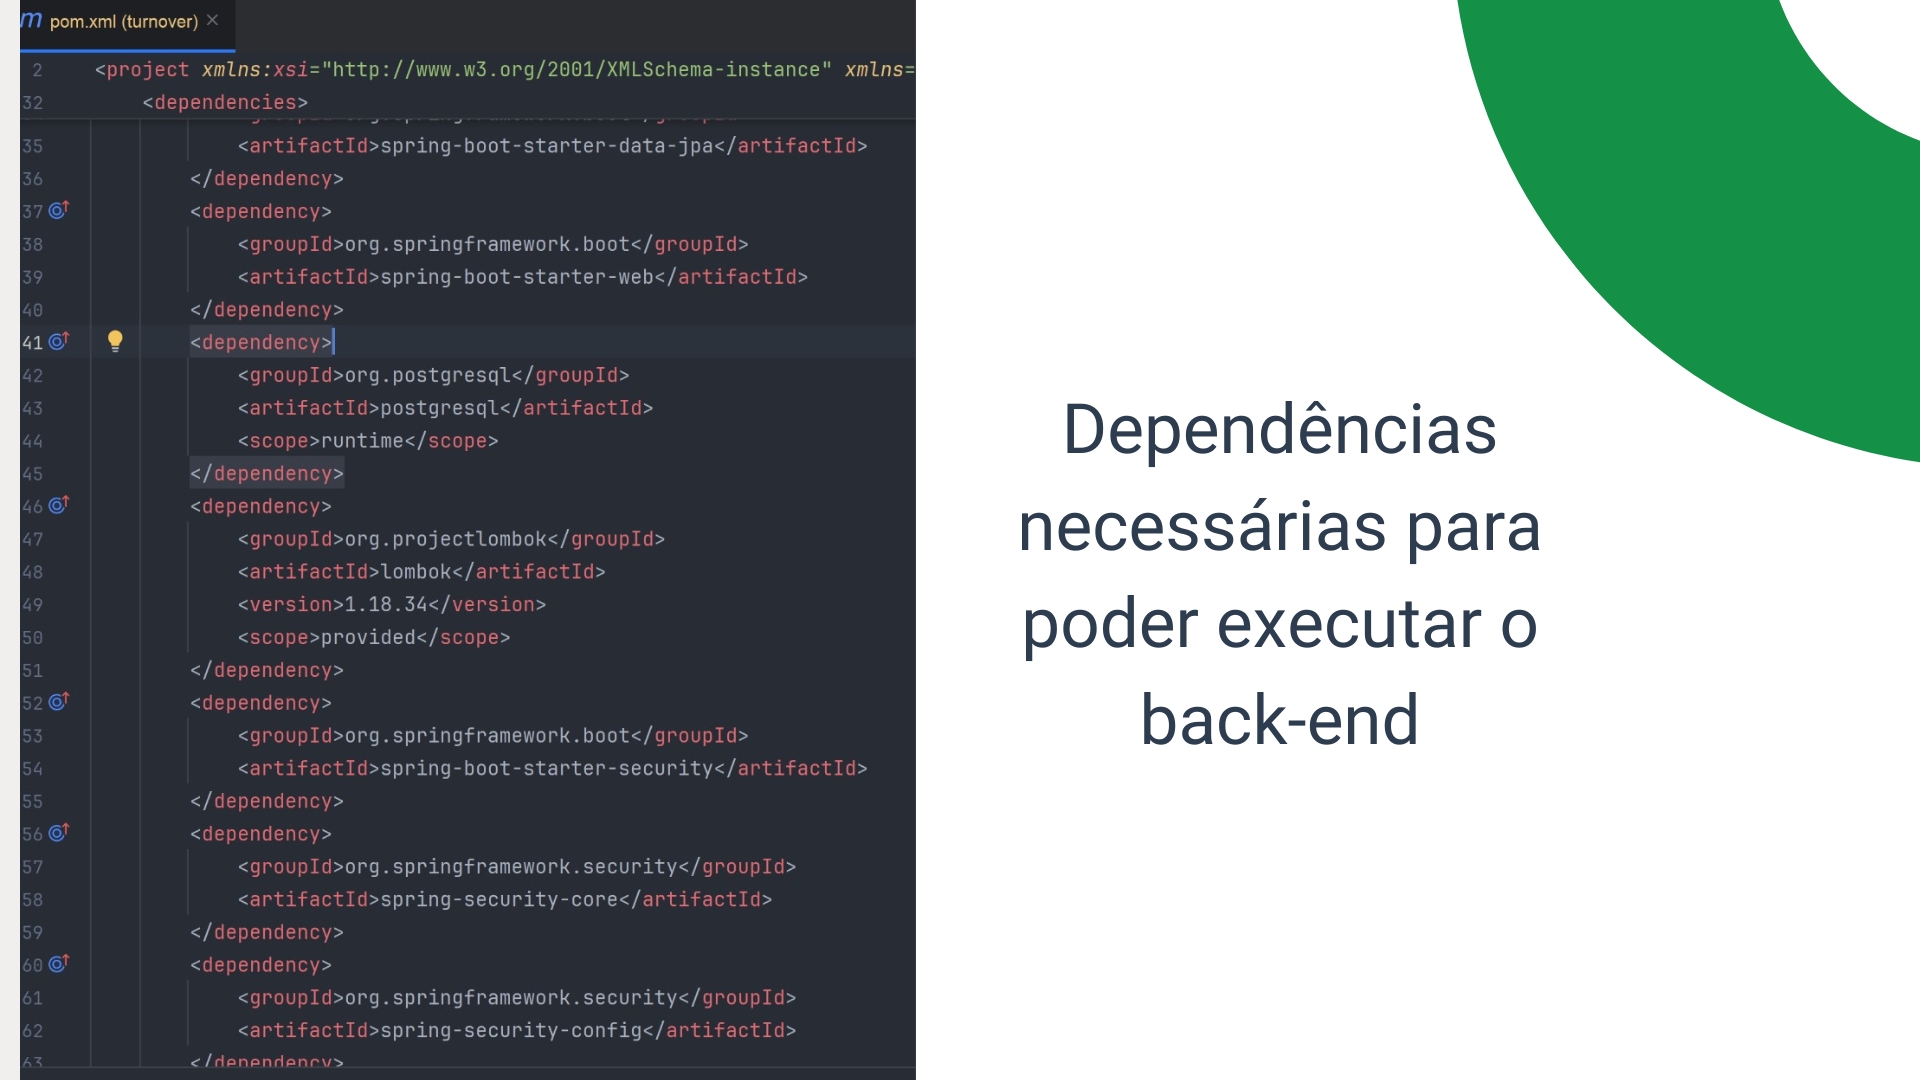 m pom.xml (turnover) ×
2 <project xmlns:xsi="http://www.w3.org/2001/XMLSchema-instance" xmlns=
32 <dependencies>
35 <artifactId>spring-boot-starter-data-jpa</artifactId>
36 </dependency>
37 <dependency>
38 <groupId>org.springframework.boot</groupId>
39 <artifactId>spring-boot-starter-web</artifactId>
40 </dependency>
41 <dependency>
42 <groupId>org.postgresql</groupId>
43 <artifactId>postgresql</artifactId>
44 <scope>runtime</scope>
45 </dependency>
46 <dependency>
47 <groupId>org.projectlombok</groupId>
48 <artifactId>lombok</artifactId>
49 <version>1.18.34</version>
50 <scope>provided</scope>
51 </dependency>
52 <dependency>
53 <groupId>org.springframework.boot</groupId>
54 <artifactId>spring-boot-starter-security</artifactId>
55 </dependency>
56 <dependency>
57 <groupId>org.springframework.security</groupId>
58 <artifactId>spring-security-core</artifactId>
59 </dependency>
60 <dependency>
61 <groupId>org.springframework.security</groupId>
62 <artifactId>spring-security-config</artifactId>
63 </dependency>
Dependências
necessárias para
poder executar o
back-end